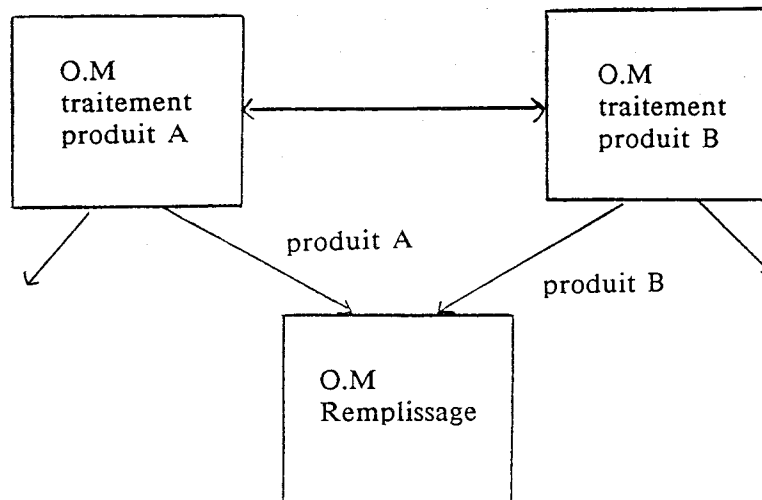 O.M
traitement
produit A
O.M
traitement
produit B
produit A
produit B
O.M
Remplissage